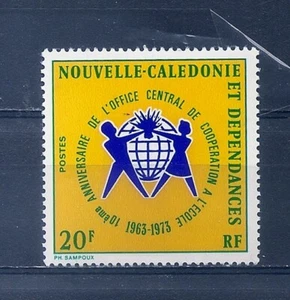 NOUVELLE-CALEDONIE
ET DEPENDANCES
POSTES
10ème ANNIVERSAIRE DE L'OFFICE CENTRAL DE COOPERATION A L'ECOLE
1963-1973
20F
RF
PH. SAMPOUX